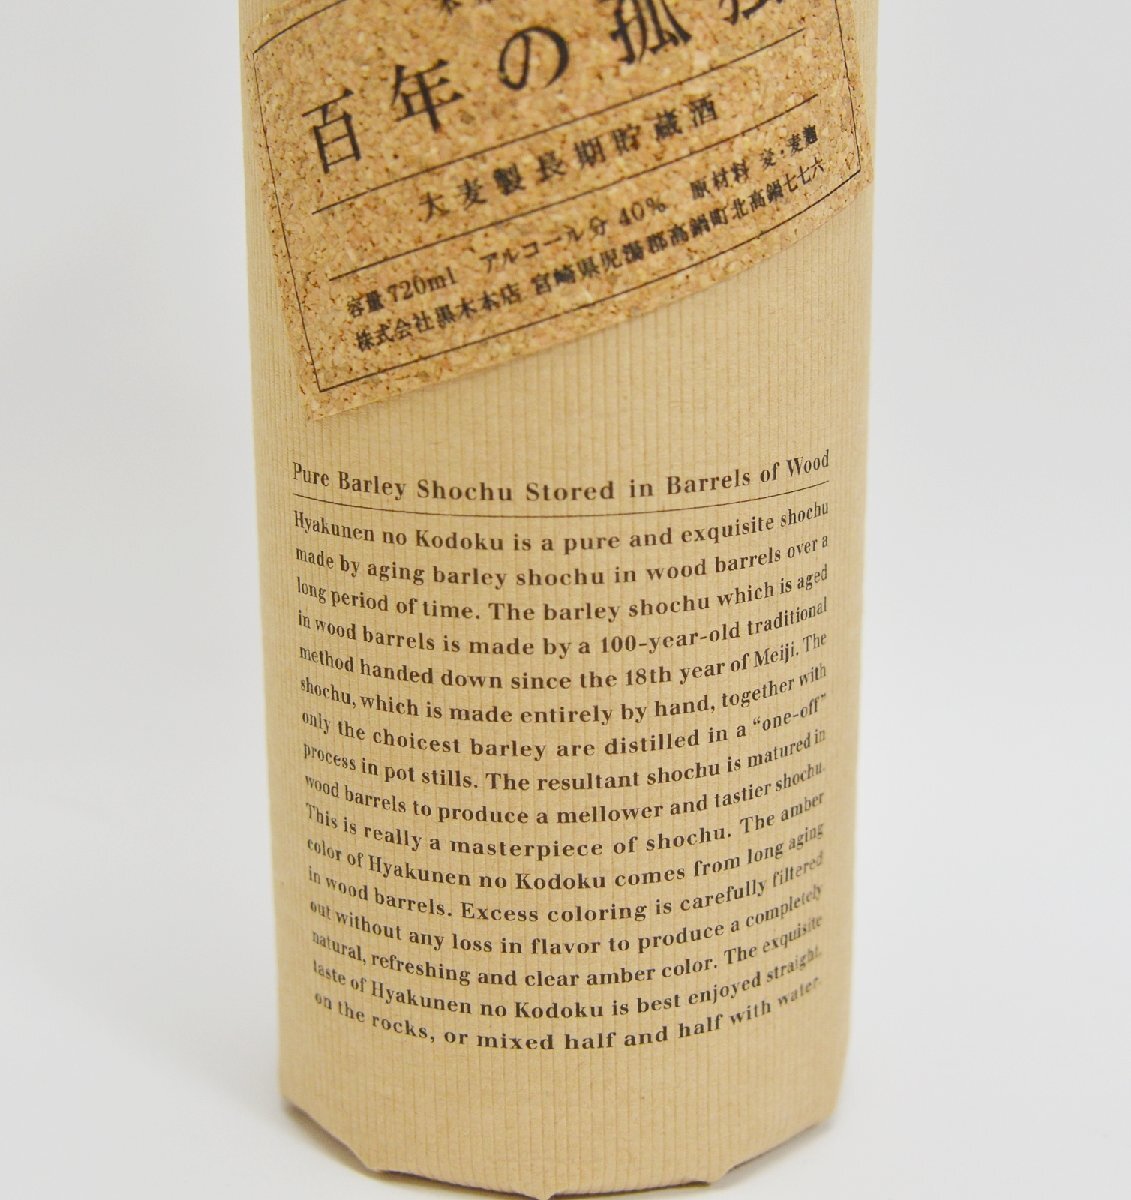 百年の孤
大麦製長期貯蔵酒
容量720ml アルコール分 40% 原材料 麦・麦麹
株式会社黒木本店 宮崎県児湯郡高鍋町北高鍋七七六
Pure Barley Shochu Stored in Barrels of Wood
Hyakunen no Kodoku is a pure and exquisite shochu
made by aging barley shochu in wood barrels over a
long period of time. The barley shochu which is aged
in wood barrels is made by a 100-year-old traditional
method handed down since the 18th year of Meiji. The
shochu, which is made entirely by hand, together with
only the choicest barley are distilled in a “one-off”
process in pot stills. The resultant shochu is matured in
wood barrels to produce a mellower and tastier shochu.
This is really a masterpiece of shochu. The amber
color of Hyakunen no Kodoku comes from long aging
in wood barrels. Excess coloring is carefully filtered
out without any loss in flavor to produce a completely
natural, refreshing and clear amber color. The exquisite
taste of Hyakunen no Kodoku is best enjoyed straight,
on the rocks, or mixed half and half with water.